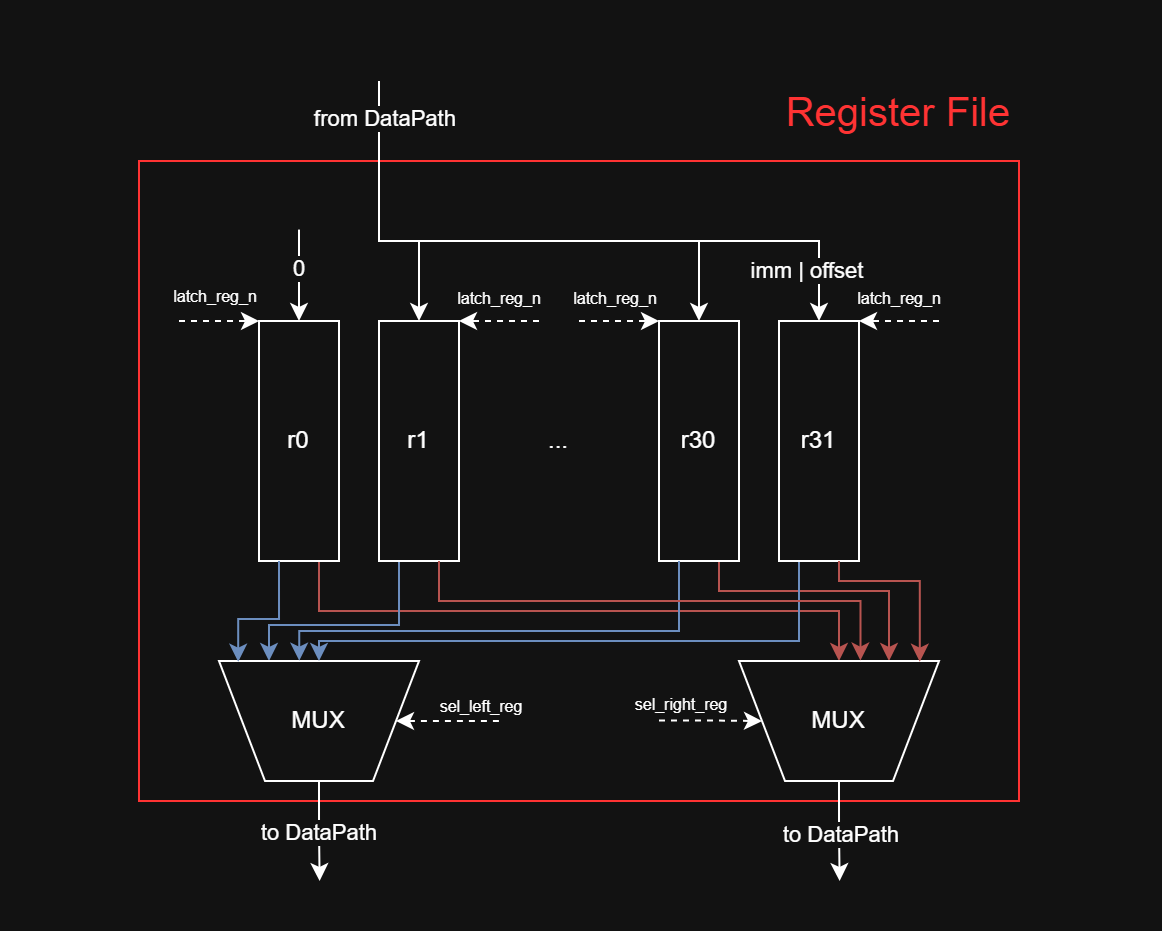 Register File
from DataPath
0
imm | offset
latch_reg_n
latch_reg_n
latch_reg_n
latch_reg_n
r0
r1
...
r30
r31
MUX
sel_left_reg
sel_right_reg
MUX
to DataPath
to DataPath